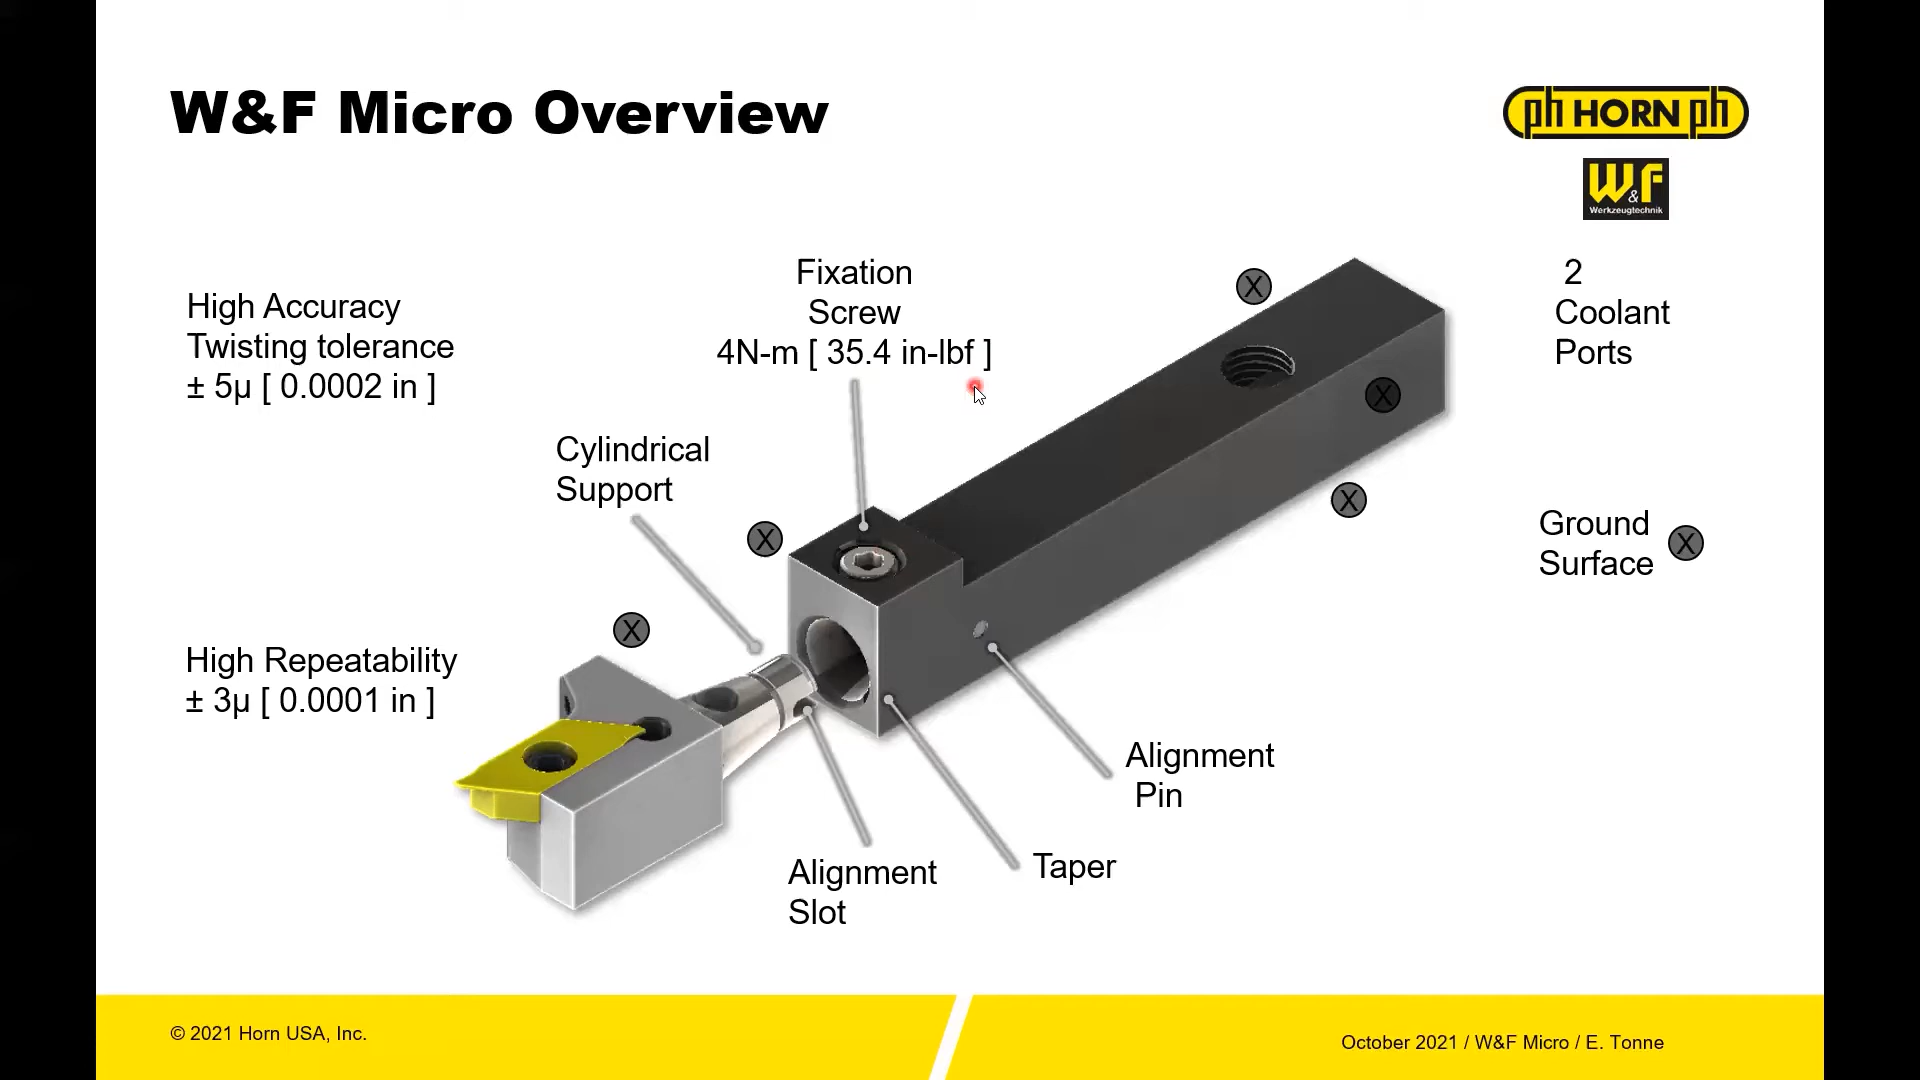 W&F Micro Overview
ph HORN ph
W&F
Werkzeugtechnik
High Accuracy
Twisting tolerance
± 5µ [ 0.0002 in ]
Fixation
Screw
4N-m [ 35.4 in-lbf ]
X
2
Coolant
Ports
X
Cylindrical
Support
X
X
Ground
Surface X
X
High Repeatability
± 3µ [ 0.0001 in ]
Alignment
Pin
Taper
Alignment
Slot
© 2021 Horn USA, Inc.
October 2021 / W&F Micro / E. Tonne